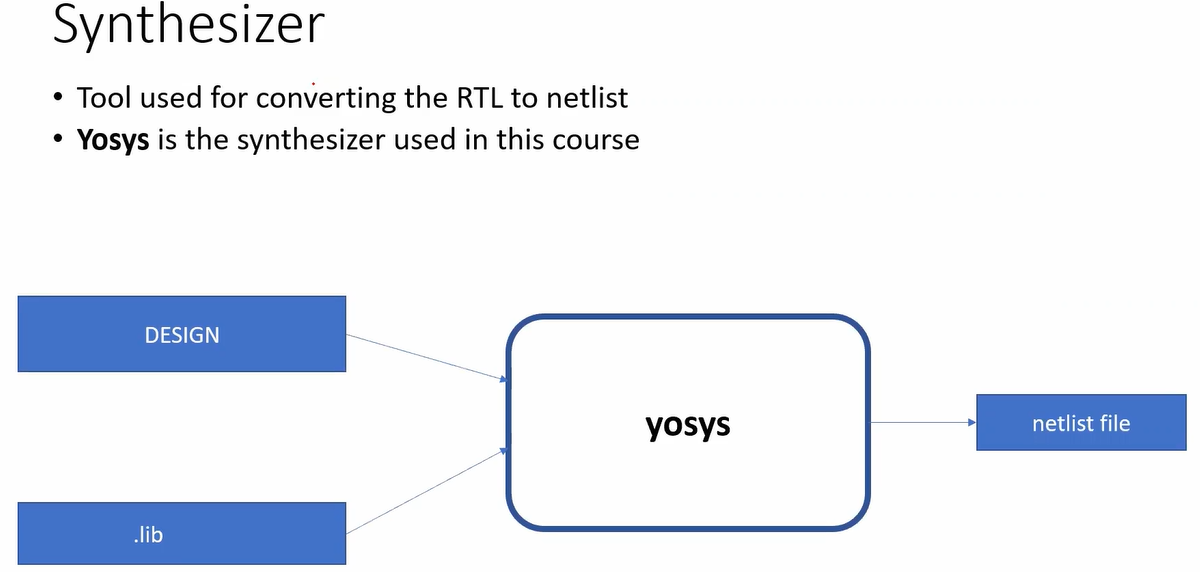 Synthesizer
• Tool used for converting the RTL to netlist
• Yosys is the synthesizer used in this course
DESIGN
.lib
yosys
netlist file